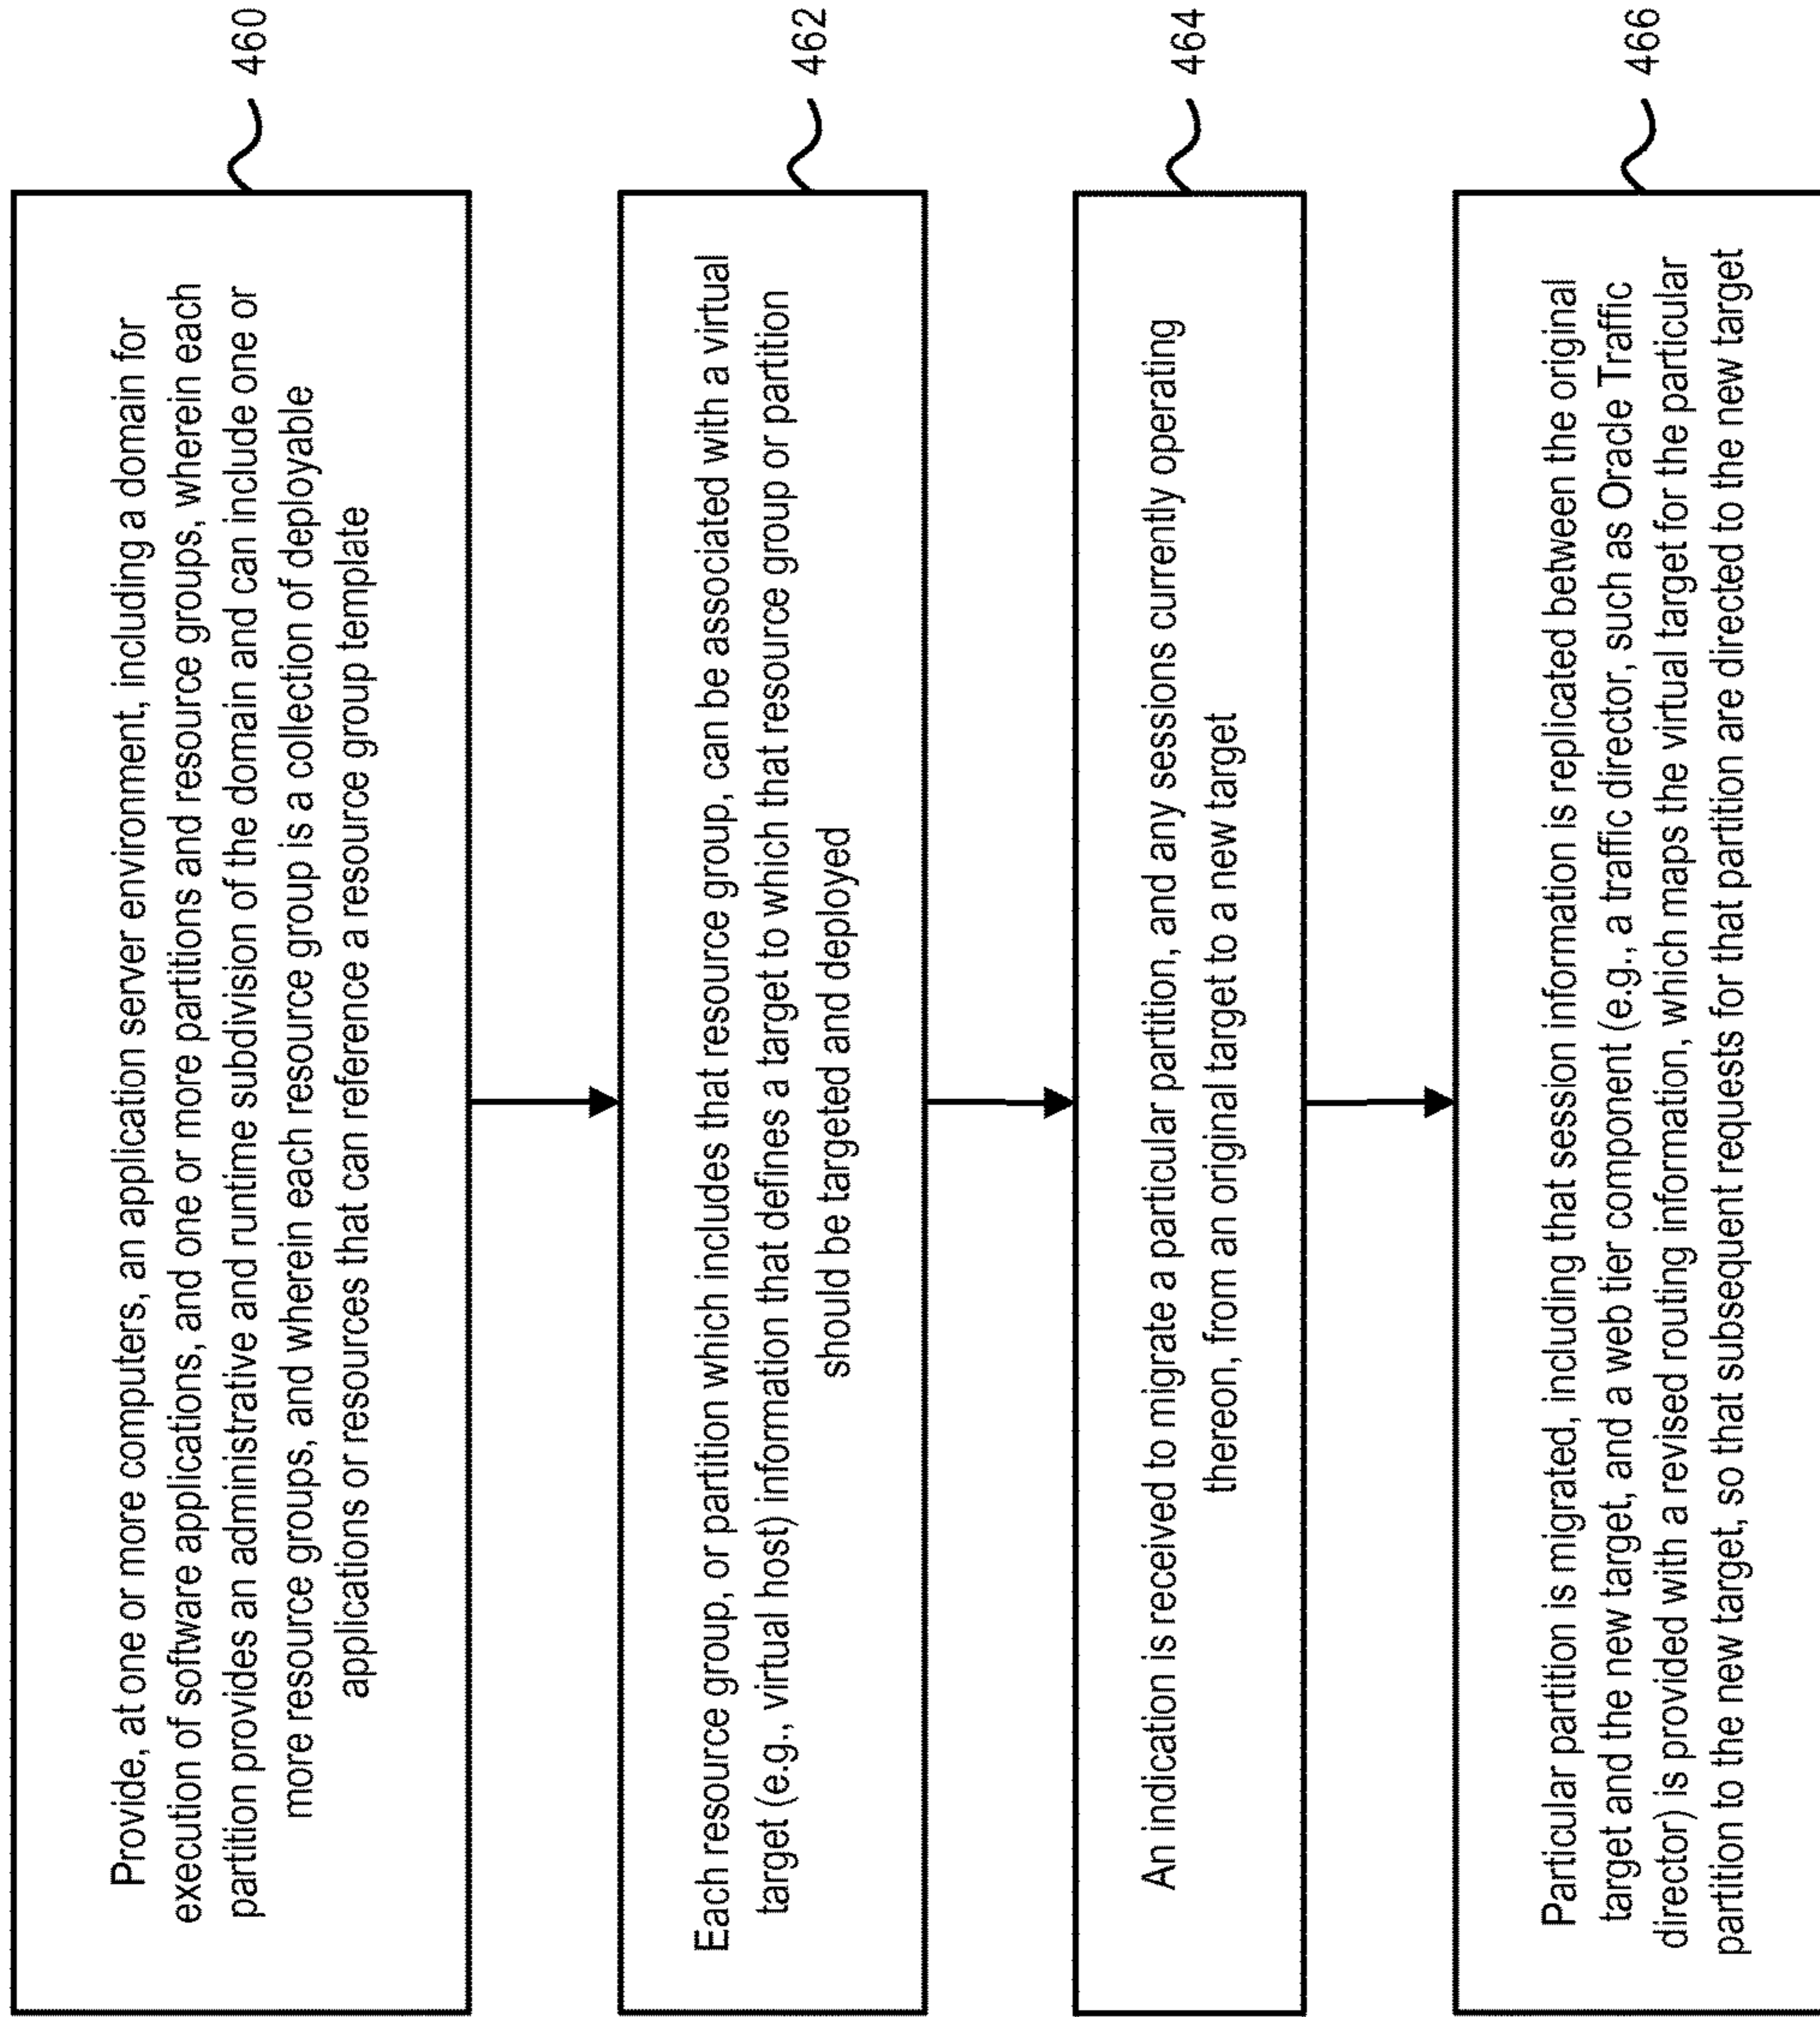 Provide, at one or more computers, an application server environment, including a domain for
execution of software applications, and one or more partitions and resource groups, wherein each
partition provides an administrative and runtime subdivision of the domain and can include one or
more resource groups, and wherein each resource group is a collection of deployable
applications or resources that can reference a resource group template
460
Each resource group, or partition which includes that resource group, can be associated with a virtual
target (e.g., virtual host) information that defines a target to which that resource group or partition
should be targeted and deployed
462
An indication is received to migrate a particular partition, and any sessions currently operating
thereon, from an original target to a new target
464
Particular partition is migrated, including that session information is replicated between the original
target and the new target, and a web tier component (e.g., a traffic director, such as Oracle Traffic
director) is provided with a revised routing information, which maps the virtual target for the particular
partition to the new target, so that subsequent requests for that partition are directed to the new target
466